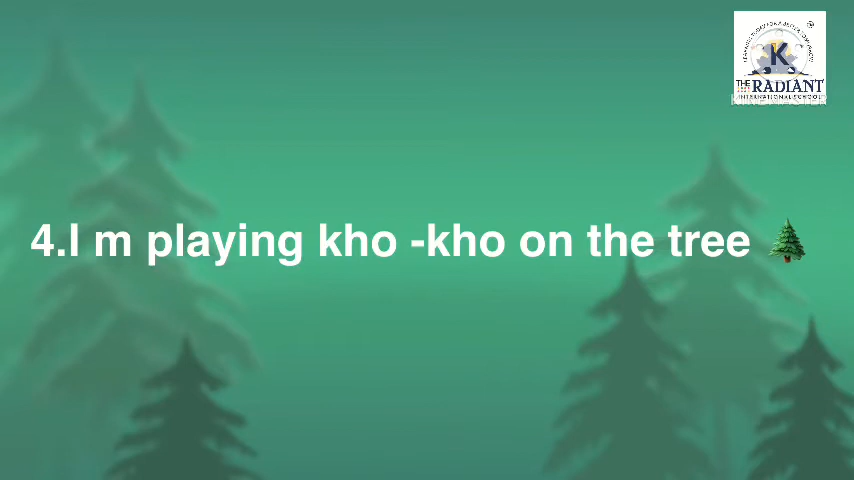 K
THE RADIANT
INTERNATIONAL SCHOOL
4.I m playing kho -kho on the tree